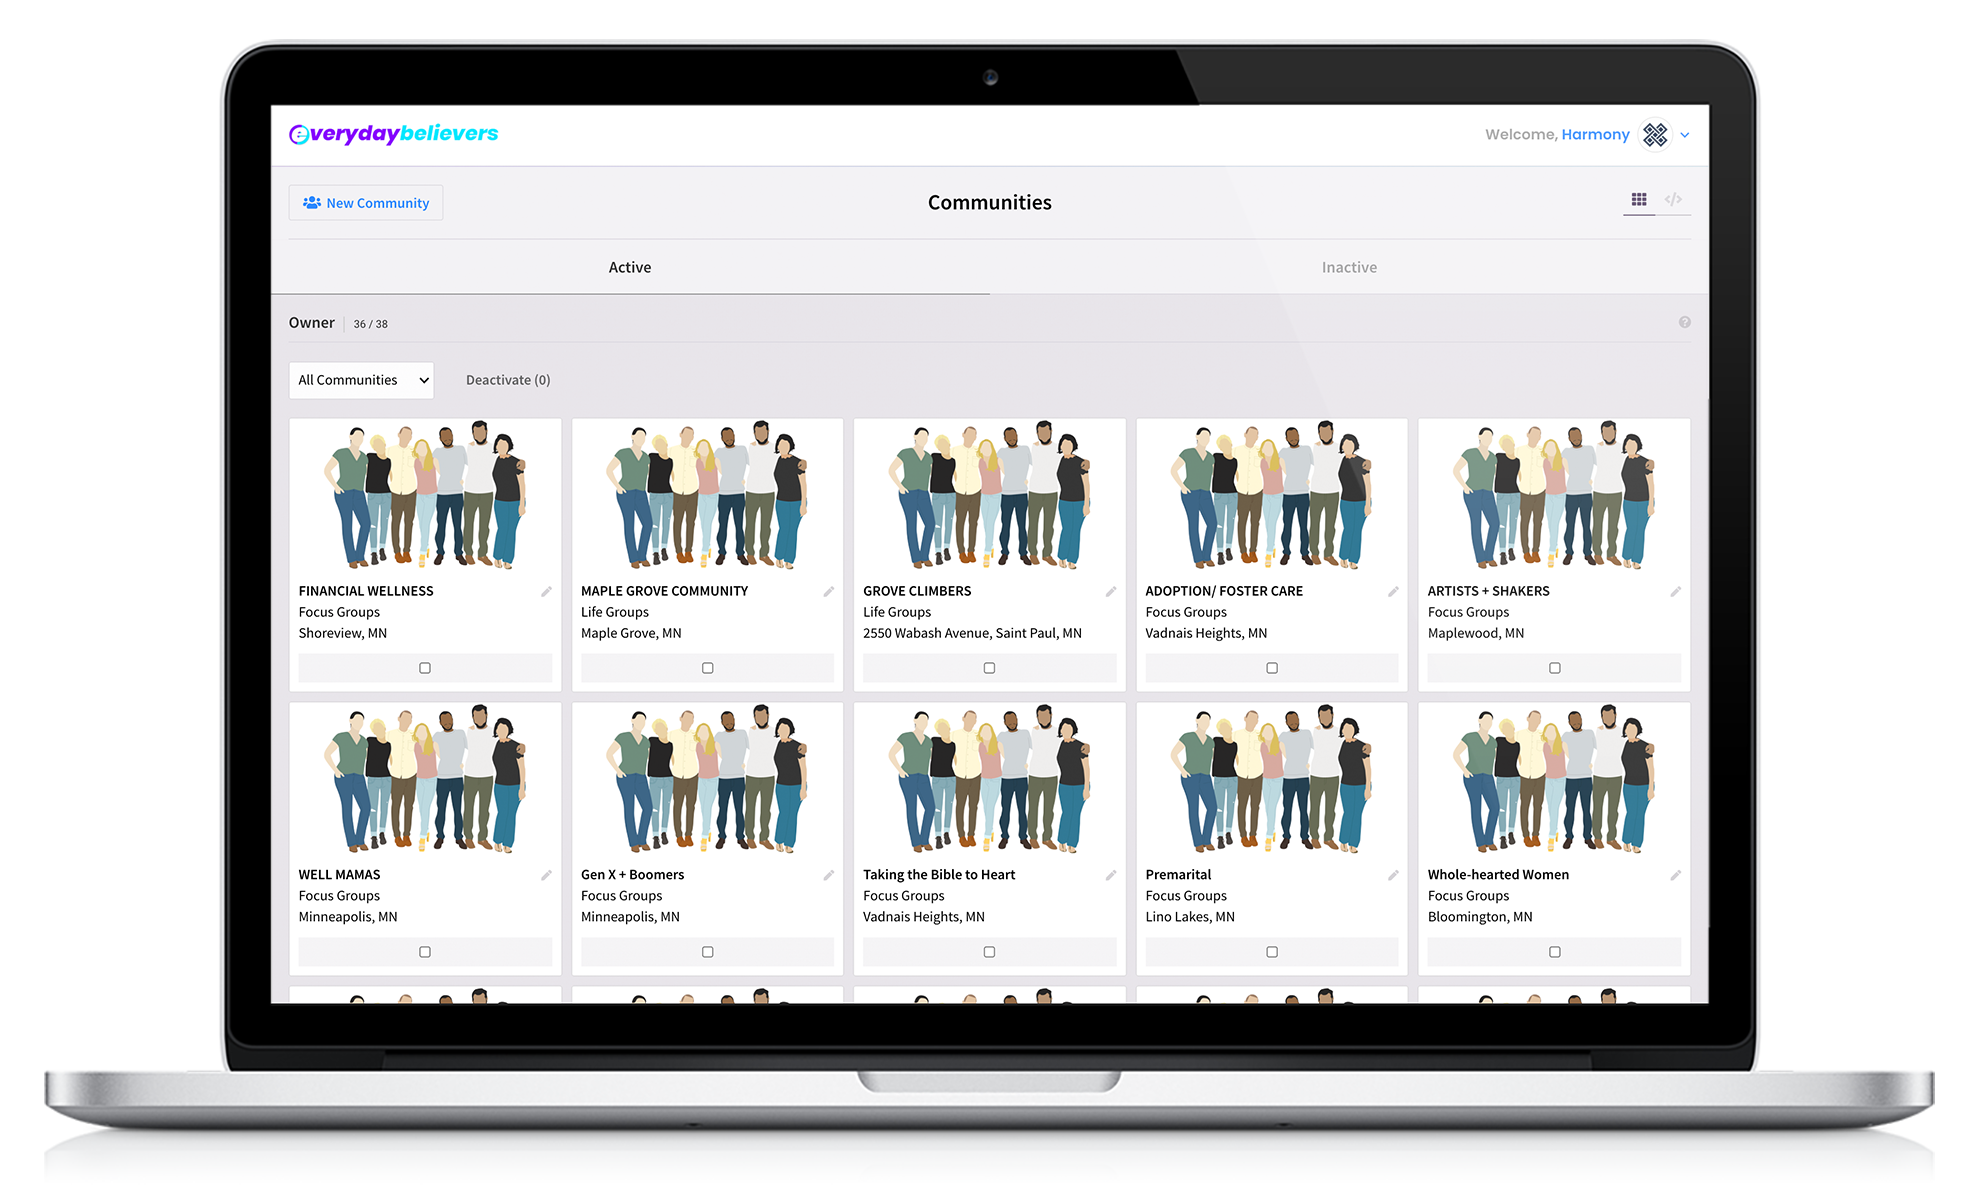 everydaybelievers
Welcome, Harmony
New Community
Communities
Active
Inactive
Owner
36 / 38
All Communities
Deactivate (0)
FINANCIAL WELLNESS
Focus Groups
Shoreview, MN
MAPLE GROVE COMMUNITY
Life Groups
Maple Grove, MN
GROVE CLIMBERS
Life Groups
2550 Wabash Avenue, Saint Paul, MN
ADOPTION/ FOSTER CARE
Focus Groups
Vadnais Heights, MN
ARTISTS + SHAKERS
Focus Groups
Maplewood, MN
WELL MAMAS
Focus Groups
Minneapolis, MN
Gen X + Boomers
Focus Groups
Minneapolis, MN
Taking the Bible to Heart
Focus Groups
Vadnais Heights, MN
Premarital
Focus Groups
Lino Lakes, MN
Whole-hearted Women
Focus Groups
Bloomington, MN